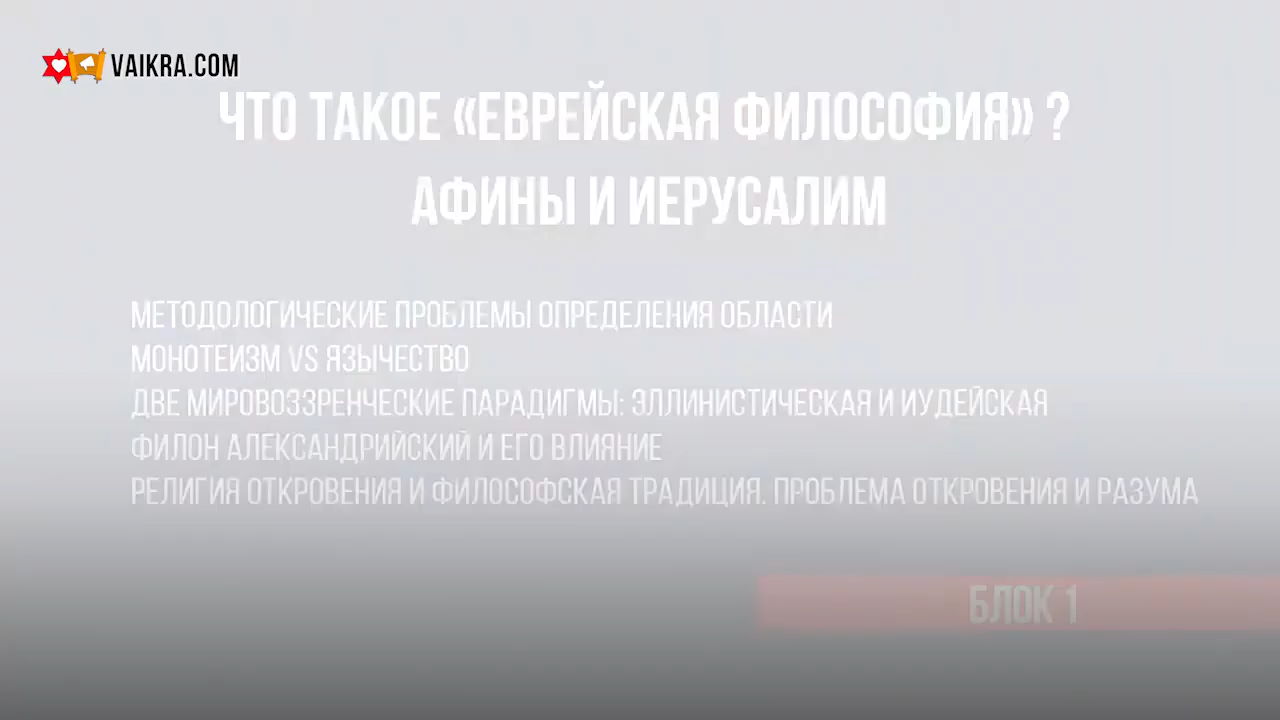 VAIKRA.COM
ЧТО ТАКОЕ «ЕВРЕЙСКАЯ ФИЛОСОФИЯ» ?
АФИНЫ И ИЕРУСАЛИМ
МЕТОДОЛОГИЧЕСКИЕ ПРОБЛЕМЫ ОПРЕДЕЛЕНИЯ ОБЛАСТИ
МОНОТЕИЗМ VS ЯЗЫЧЕСТВО
ДВЕ МИРОВОЗЗРЕНЧЕСКИЕ ПАРАДИГМЫ: ЭЛЛИНИСТИЧЕСКАЯ И ИУДЕЙСКАЯ
ФИЛОН АЛЕКСАНДРИЙСКИЙ И ЕГО ВЛИЯНИЕ
РЕЛИГИЯ ОТКРОВЕНИЯ И ФИЛОСОФСКАЯ ТРАДИЦИЯ. ПРОБЛЕМА ОТКРОВЕНИЯ И РАЗУМА
БЛОК 1